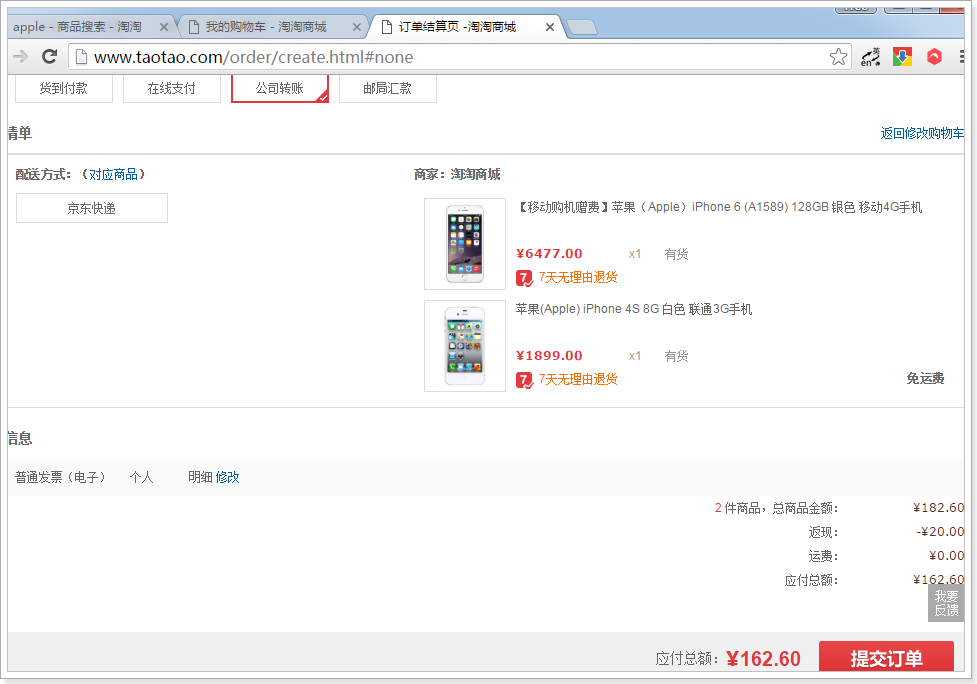 apple - 商品搜索 - 淘淘
我的购物车 - 淘淘商城
订单结算页 -淘淘商城
www.taotao.com/order/create.html#none
英
en
货到付款
在线支付
公司转账
邮局汇款
清单
返回修改购物车
配送方式：（对应商品）
商家：淘淘商城
京东快递
【移动购机赠费】苹果（Apple）iPhone 6 (A1589) 128GB 银色 移动4G手机
¥6477.00 x1 有货
7 7天无理由退货
苹果(Apple) iPhone 4S 8G 白色 联通3G手机
¥1899.00 x1 有货
7 7天无理由退货
免运费
信息
普通发票（电子） 个人 明细 修改
2 件商品，总商品金额： ¥182.60
返现： -¥20.00
运费： ¥0.00
应付总额： ¥162.60
我要
反馈
应付总额：¥162.60
提交订单